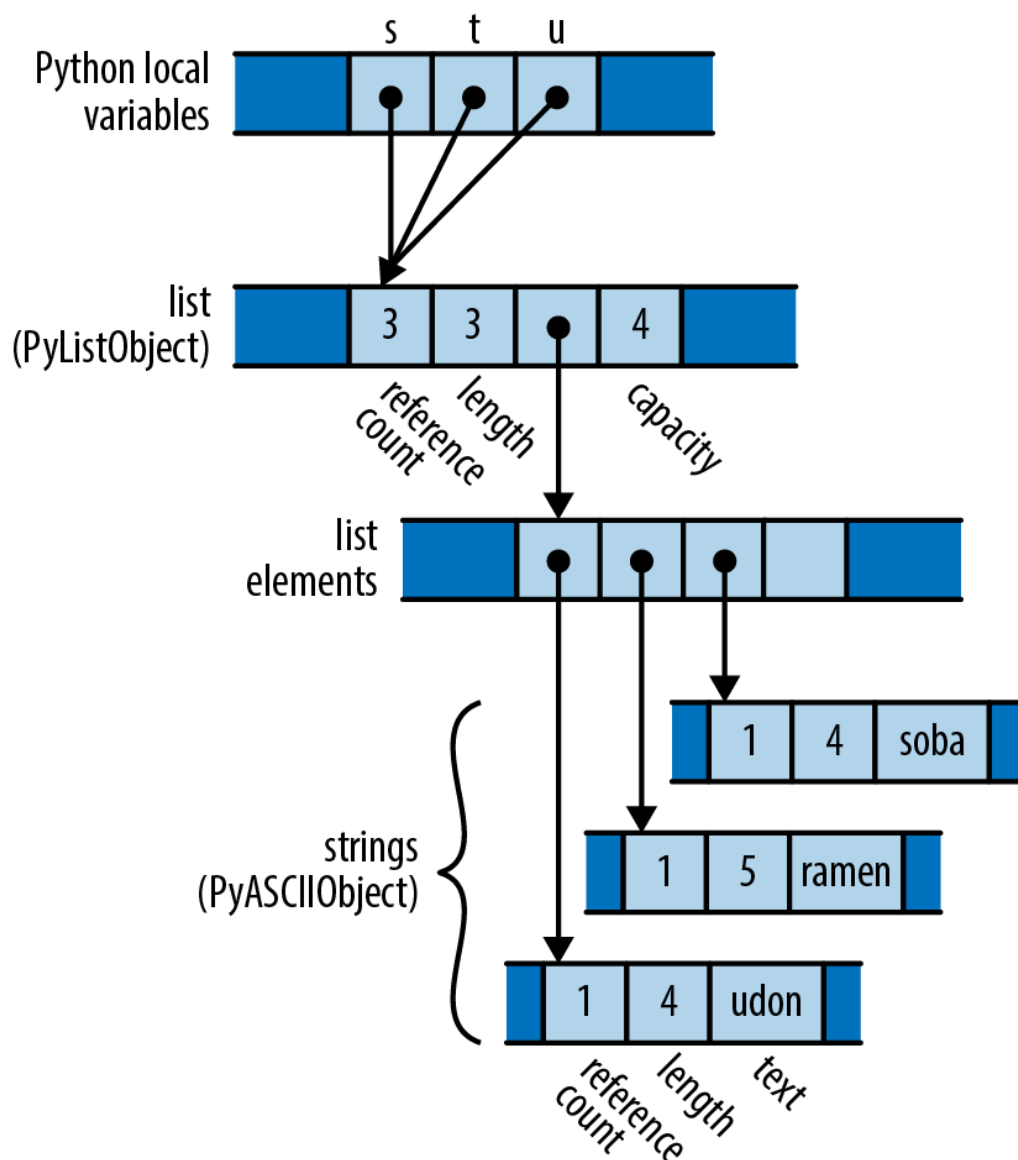 s t u
Python local
variables
list
(PyListObject)
3 3 4
reference
count
length
capacity
list
elements
1 4 soba
strings
(PyASCIIObject)
1 5 ramen
1 4 udon
reference
count
length
text